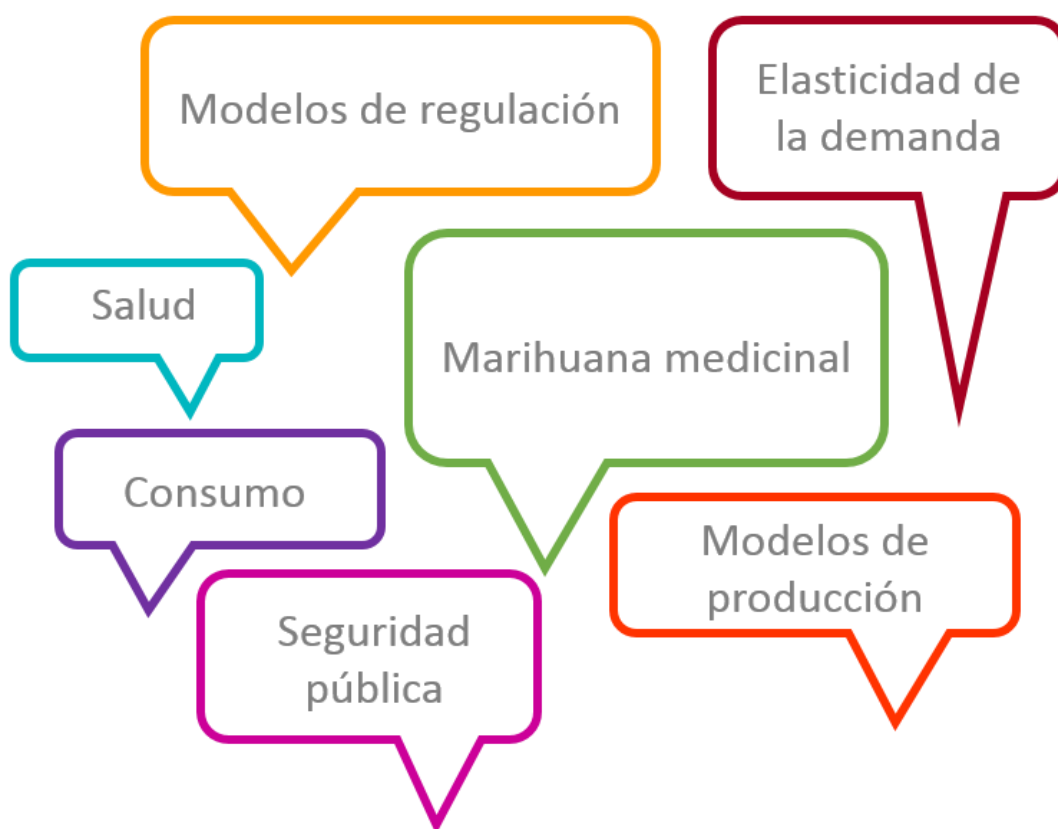 Modelos de regulación
Elasticidad de
la demanda
Salud
Marihuana medicinal
Consumo
Modelos de
producción
Seguridad
pública